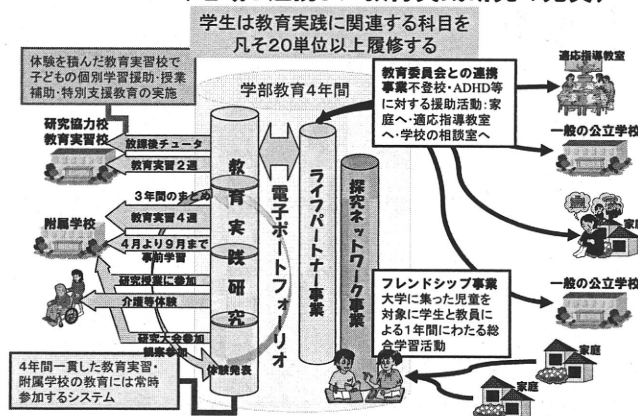 学生は教育実践に関連する科目を
凡そ20単位以上履修する
体験を積んだ教育実習校で
子どもの個別学習援助・授業
補助・特別支援教育の実施
学部教育4年間
教育委員会との連携
事業不登校・ADHD等
に対する援助活動:家
庭へ・適応指導教室
へ・学校の相談室へ
適応指導教室
一般の公立学校
家庭
一般の公立学校
家庭
家庭
研究協力校
教育実習校
放課後チュータ
教育実習2週
附属学校
3年間のまとめ
教育実習4週
4月より9月まで
事前学習
研究授業に参加
介護等体験
研究大会参加
観察参加
体験発表
教育実践研究
電子ポートフォーリオ
ライフパートナー事業
探究ネットワーク事業
フレンドシップ事業
大学に集った児童を
対象に学生と教員に
よる1年間にわたる総
合学習活動
4年間一貫した教育実習・
附属学校の教育には常時
参加するシステム